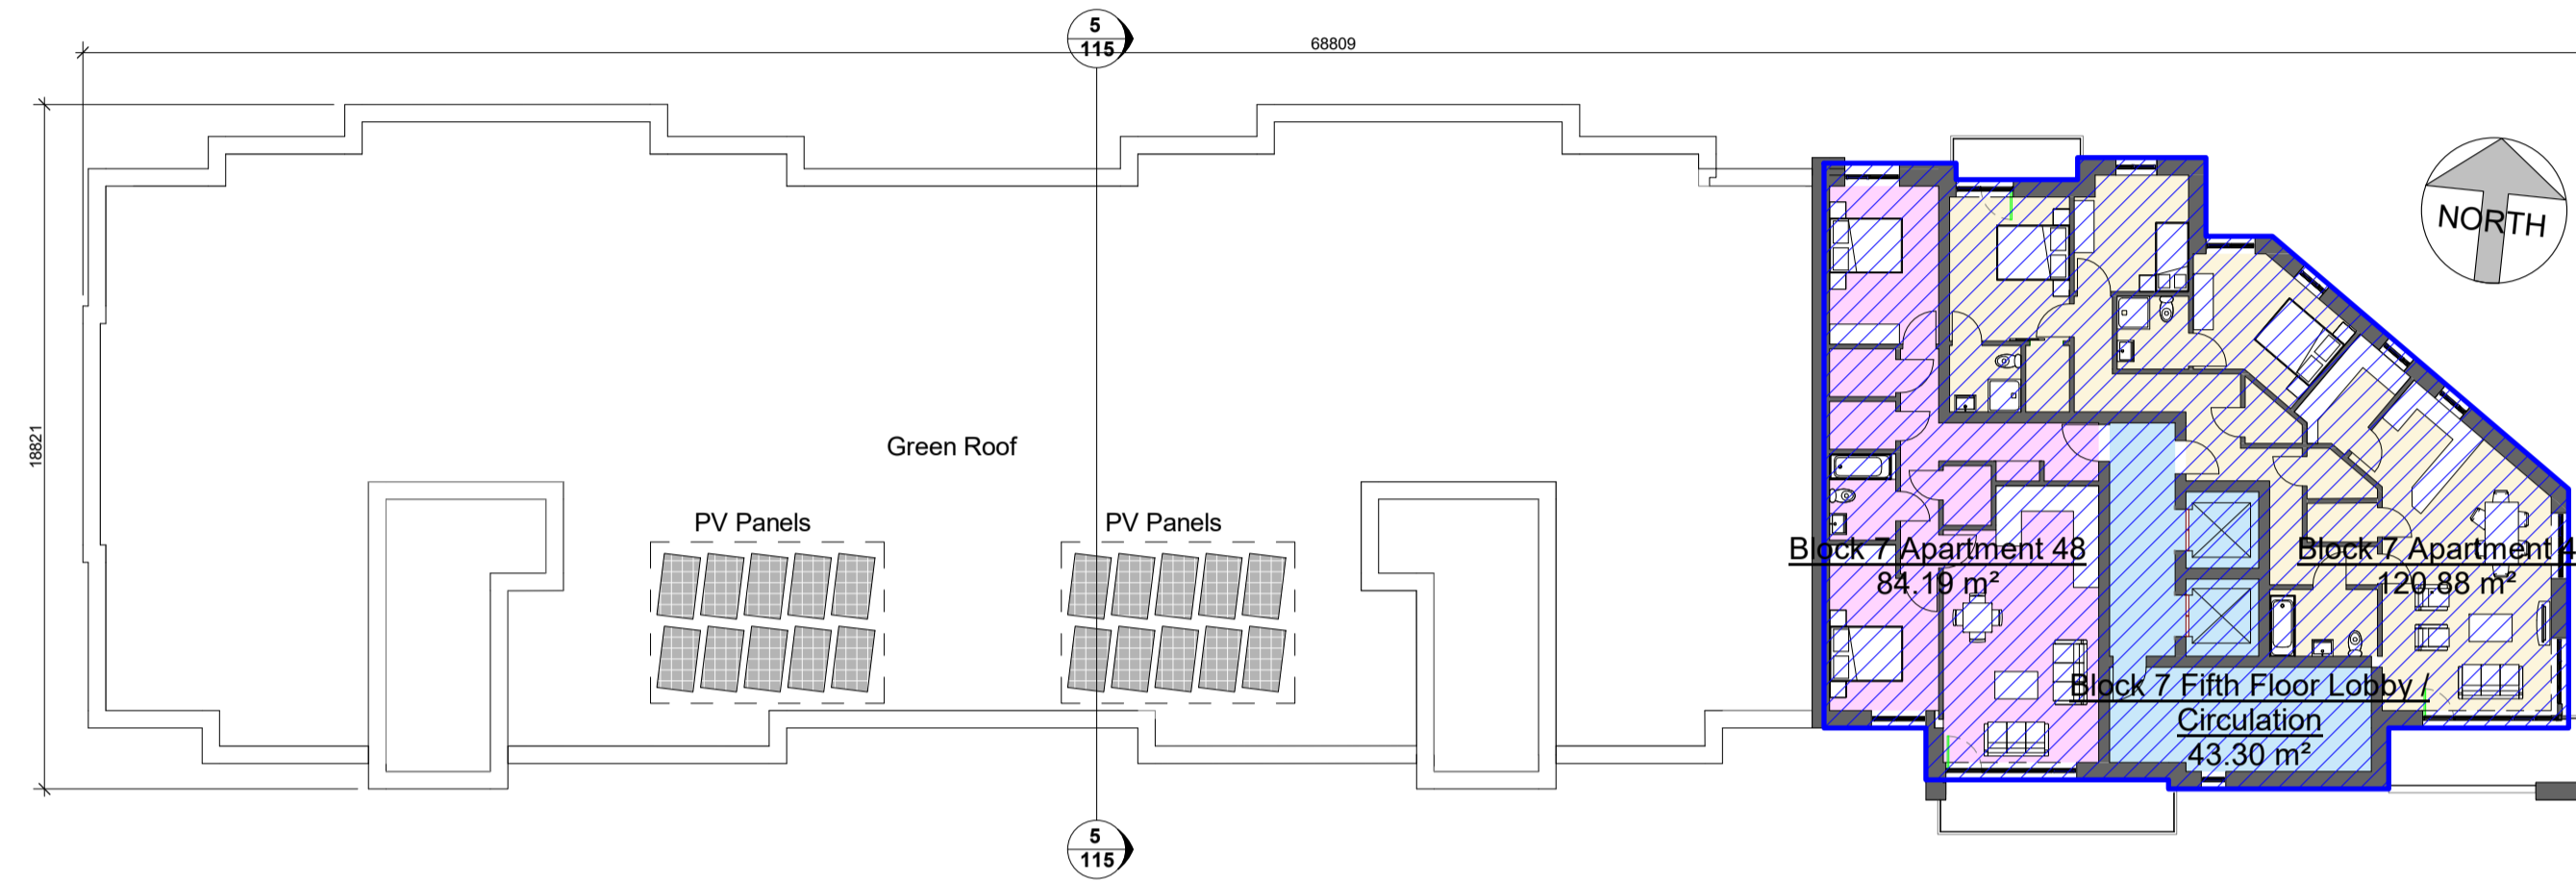 5
115
68809
NORTH
18821
Green Roof
PV Panels
PV Panels
Block 7 Apartment 48
84.19 m²
Block 7 Apartment
120.88 m²
Block 7 Fifth Floor Lobby /
Circulation
43.30 m²
5
115